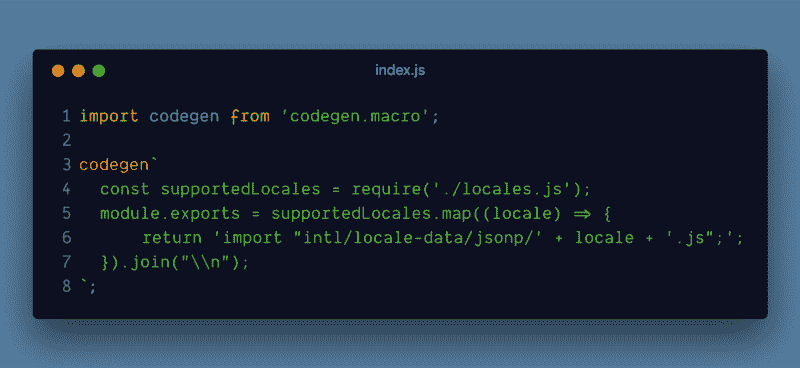 index.js
1 import codegen from 'codegen.macro';
2
3 codegen`
4   const supportedLocales = require('./locales.js');
5   module.exports = supportedLocales.map((locale) => {
6       return 'import "intl/locale-data/jsonp/' + locale + '.js";';
7   }).join("\\n");
8 `;